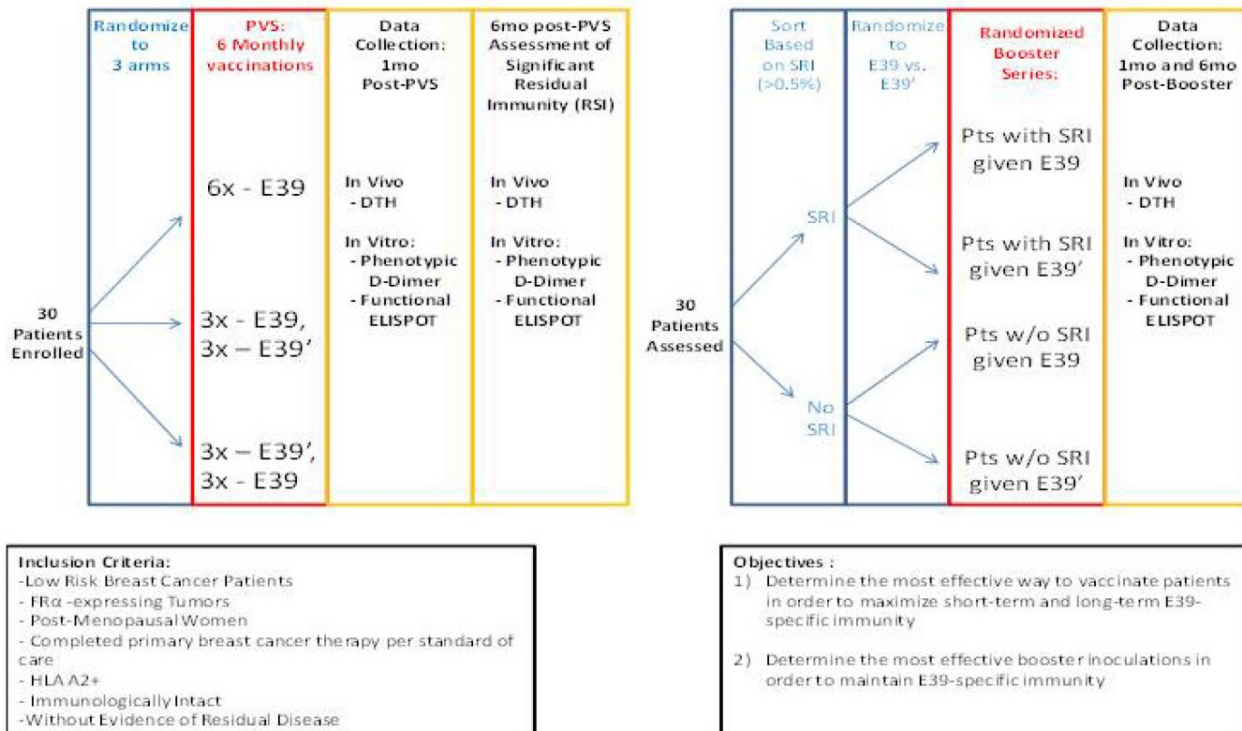 Randomize
to
3 arms
PVS:
6 Monthly
vaccinations
Data
Collection:
1mo
Post-PVS
6mo post-PVS
Assessment of
Significant
Residual
Immunity (RSI)
30
Patients
Enrolled
6x - E39
3x - E39,
3x – E39'
3x – E39',
3x - E39
In Vivo
- DTH
In Vitro:
- Phenotypic
D-Dimer
- Functional
ELISPOT
In Vivo
- DTH
In Vitro:
- Phenotypic
D-Dimer
- Functional
ELISPOT
Sort
Based
on SRI
(>0.5%)
Randomize
to
E39 vs.
E39'
Randomized
Booster
Series:
Data
Collection:
1mo and 6mo
Post-Booster
30
Patients
Assessed
SRI
No
SRI
Pts with SRI
given E39
Pts with SRI
given E39'
Pts w/o SRI
given E39
Pts w/o SRI
given E39'
In Vivo
- DTH
In Vitro:
- Phenotypic
D-Dimer
- Functional
ELISPOT
Inclusion Criteria:
-Low Risk Breast Cancer Patients
- FRα -expressing Tumors
- Post-Menopausal Women
- Completed primary breast cancer therapy per standard of
care
- HLA A2+
- Immunologically Intact
-Without Evidence of Residual Disease
Objectives :
1) Determine the most effective way to vaccinate patients
in order to maximize short-term and long-term E39-
specific immunity
2) Determine the most effective booster inoculations in
order to maintain E39-specific immunity